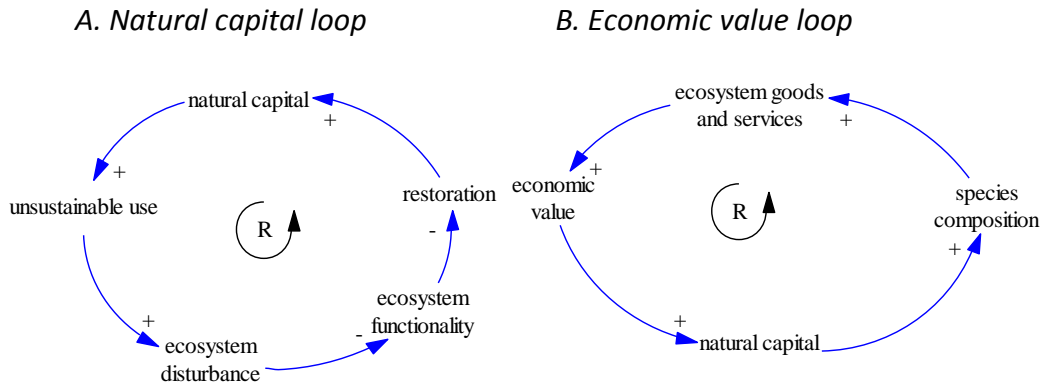 A. Natural capital loop
natural capital
+
+
unsustainable use
R
restoration
-
+
ecosystem
disturbance
-
ecosystem
functionality
B. Economic value loop
ecosystem goods
and services
+
+
economic
value
R
species
composition
+
+
natural capital